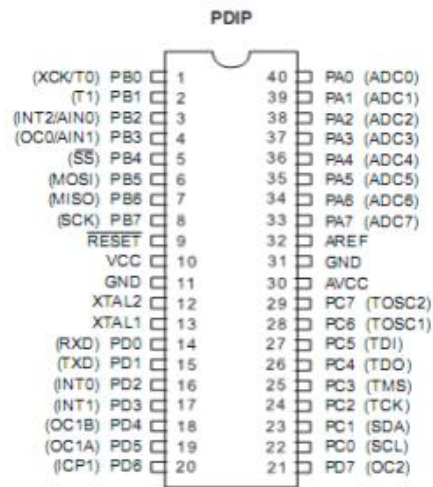 PDIP
(XCK/T0) PB0 1 40 PA0 (ADC0)
(T1) PB1 2 39 PA1 (ADC1)
(INT2/AIN0) PB2 3 38 PA2 (ADC2)
(OC0/AIN1) PB3 4 37 PA3 (ADC3)
(SS) PB4 5 36 PA4 (ADC4)
(MOSI) PB5 6 35 PA5 (ADC5)
(MISO) PB6 7 34 PA6 (ADC6)
(SCK) PB7 8 33 PA7 (ADC7)
RESET 9 32 AREF
VCC 10 31 GND
GND 11 30 AVCC
XTAL2 12 29 PC7 (TOSC2)
XTAL1 13 28 PC6 (TOSC1)
(RXD) PD0 14 27 PC5 (TDI)
(TXD) PD1 15 26 PC4 (TDO)
(INT0) PD2 16 25 PC3 (TMS)
(INT1) PD3 17 24 PC2 (TCK)
(OC1B) PD4 18 23 PC1 (SDA)
(OC1A) PD5 19 22 PC0 (SCL)
(ICP1) PD6 20 21 PD7 (OC2)